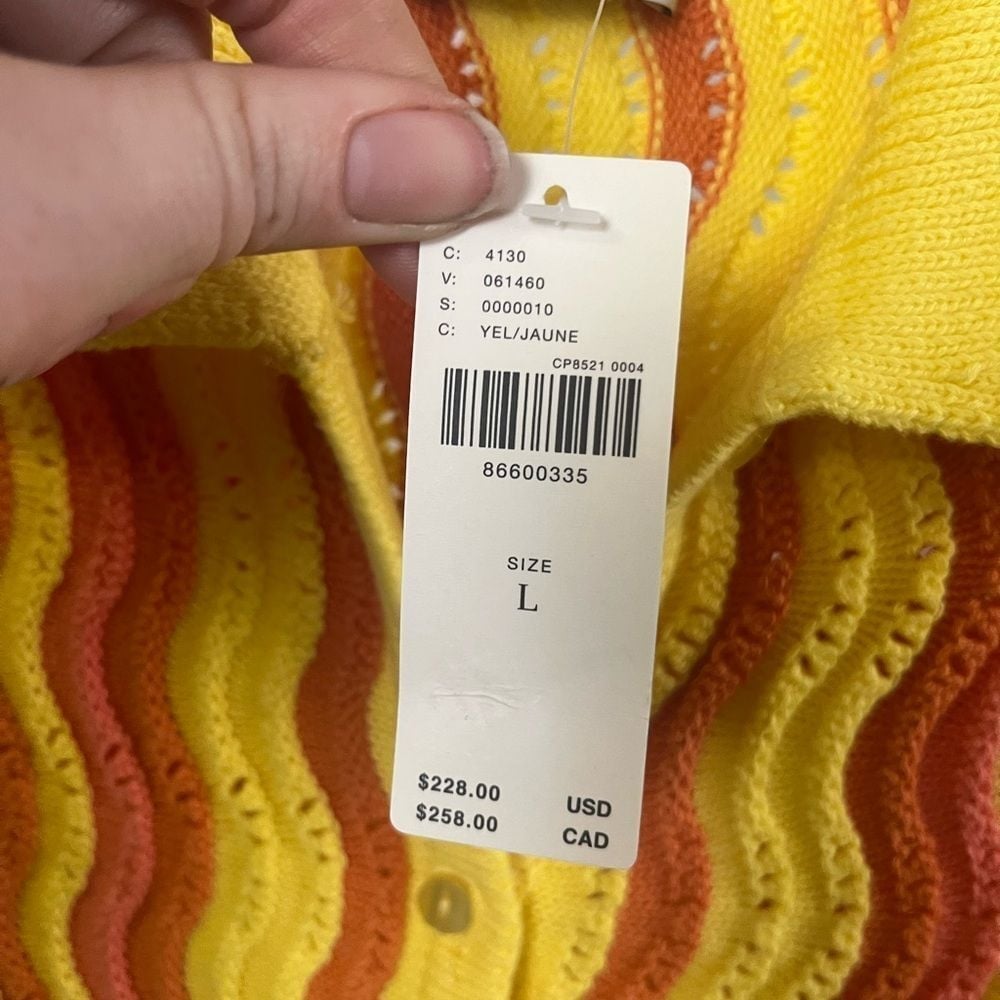 C: 4130
V: 061460
S: 0000010
C: YEL/JAUNE
CP8521 0004
86600335
SIZE
L
$228.00 USD
$258.00 CAD